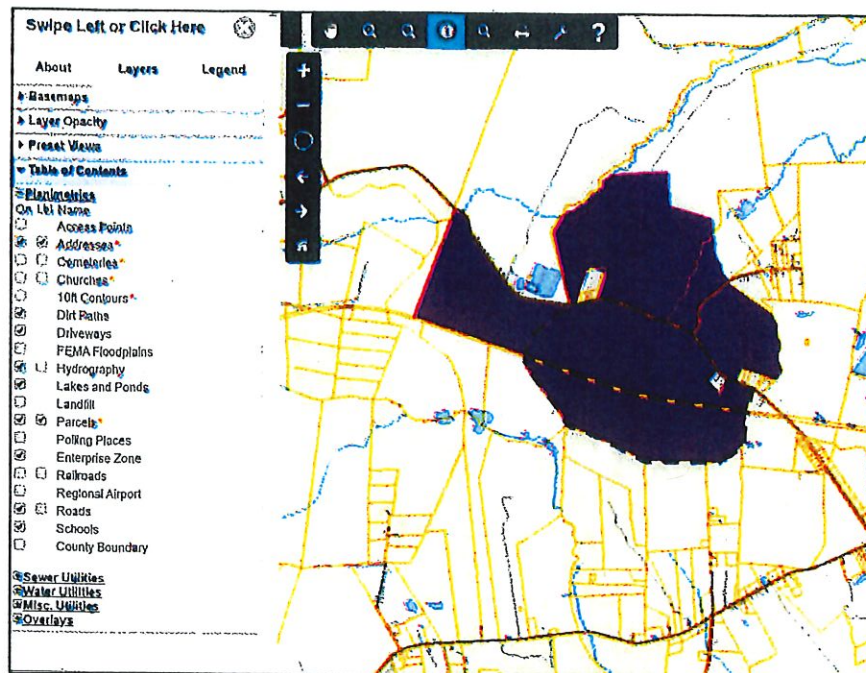 Swipe Left or Click Here
About Layers Legend
Basemaps
Layer Opacity
Preset Views
Table of Contents
Planimetrics
On Lbl Name
Access Points
Addresses*
Cemeteries*
Churches*
10ft Contours*
Dirt Paths
Driveways
FEMA Floodplains
Hydrography
Lakes and Ponds
Landfill
Parcels*
Polling Places
Enterprise Zone
Railroads
Regional Airport
Roads
Schools
County Boundary
Sewer Utilities
Water Utilities
Misc. Utilities
Overlays